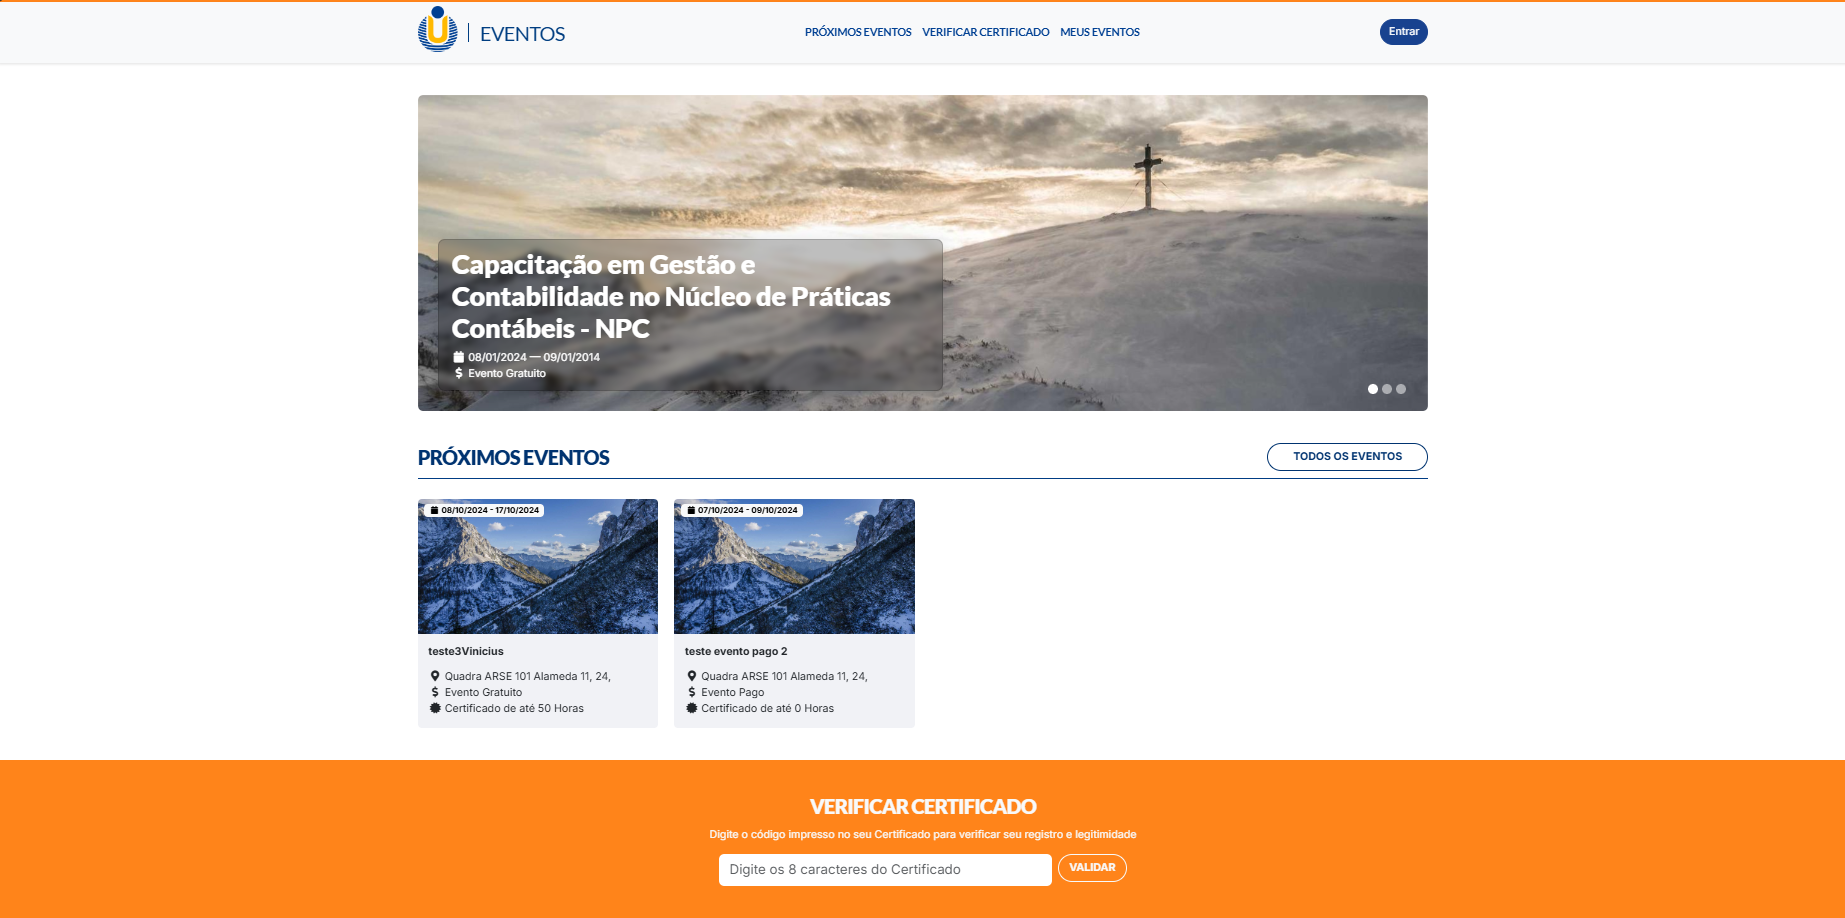 EVENTOS
PRÓXIMOS EVENTOS VERIFICAR CERTIFICADO MEUS EVENTOS
Entrar
Capacitação em Gestão e
Contabilidade no Núcleo de Práticas
Contábeis - NPC
08/01/2024 — 09/01/2014
Evento Gratuito
PRÓXIMOS EVENTOS
TODOS OS EVENTOS
08/10/2024 - 17/10/2024
teste3Vinicius
Quadra ARSE 101 Alameda 11, 24,
Evento Gratuito
Certificado de até 50 Horas
07/10/2024 - 09/10/2024
teste evento pago 2
Quadra ARSE 101 Alameda 11, 24,
Evento Pago
Certificado de até 0 Horas
VERIFICAR CERTIFICADO
Digite o código impresso no seu Certificado para verificar seu registro e legitimidade
Digite os 8 caracteres do Certificado
VALIDAR